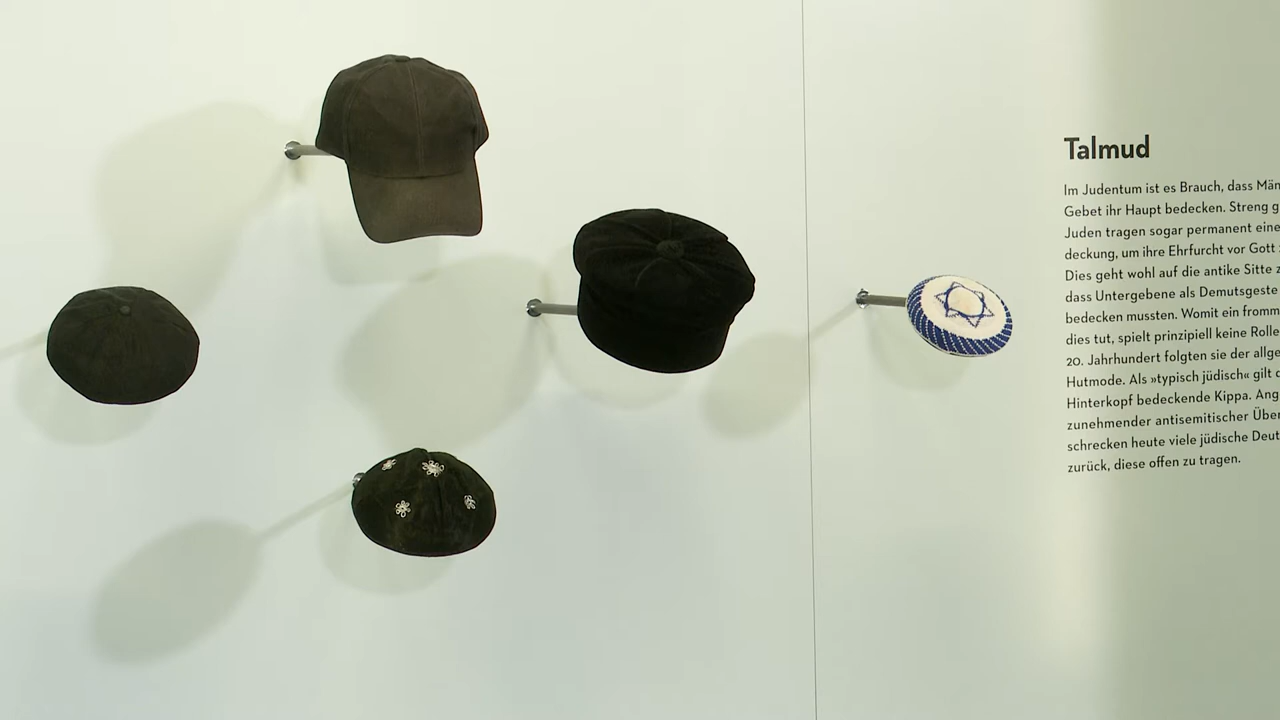 Talmud
Im Judentum ist es Brauch, dass Män
Gebet ihr Haupt bedecken. Streng g
Juden tragen sogar permanent eine
deckung, um ihre Ehrfurcht vor Gott
Dies geht wohl auf die antike Sitte z
dass Untergebene als Demutsgeste
bedecken mussten. Womit ein fromm
dies tut, spielt prinzipiell keine Rolle
20. Jahrhundert folgten sie der allge
Hutmode. Als »typisch jüdisch« gilt d
Hinterkopf bedeckende Kippa. Ang
zunehmender antisemitischer Über
schrecken heute viele jüdische Deut
zurück, diese offen zu tragen.